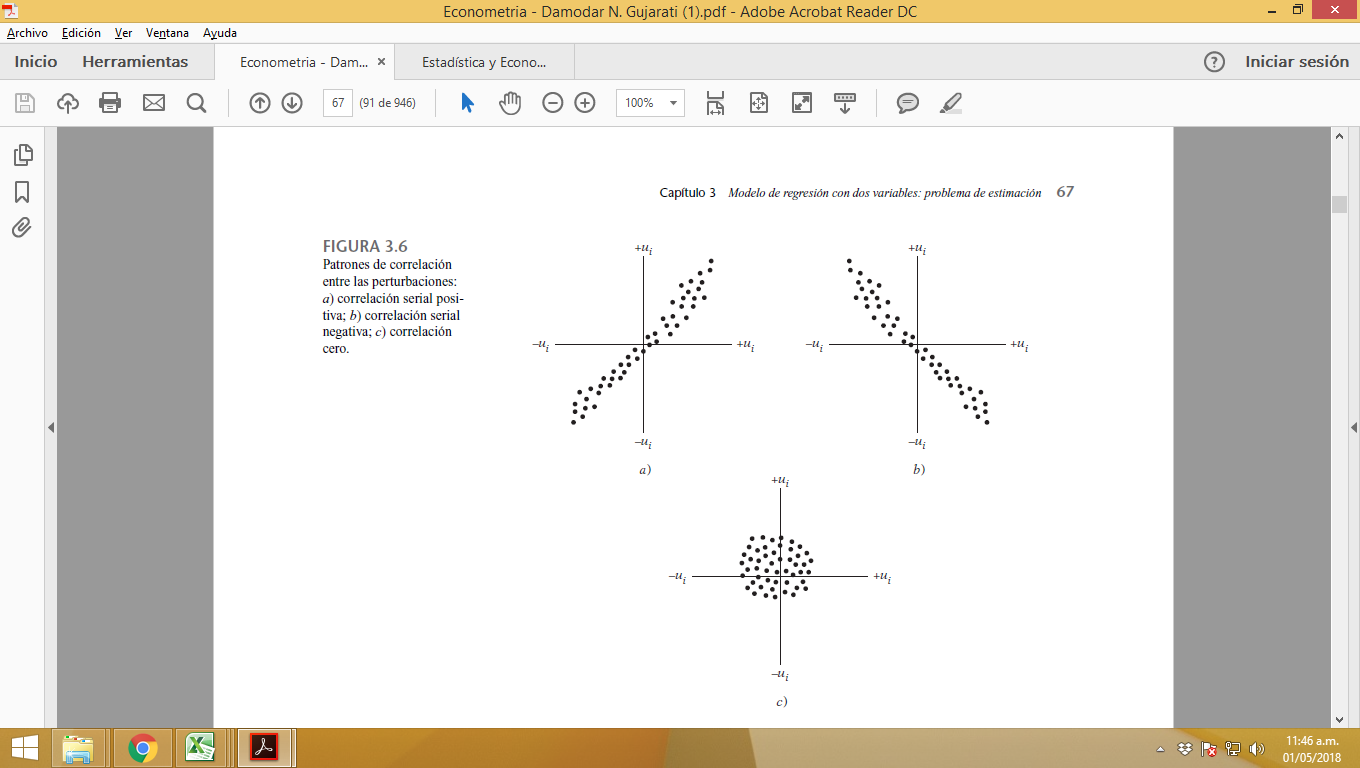 Econometria - Damodar N. Gujarati (1).pdf - Adobe Acrobat Reader DC
Archivo Edición Ver Ventana Ayuda
Inicio Herramientas Econometria - Dam... × Estadística y Econo... ? Iniciar sesión
67 (91 de 946) 100%
Capítulo 3 Modelo de regresión con dos variables: problema de estimación 67
FIGURA 3.6
Patrones de correlación
entre las perturbaciones:
a) correlación serial posi-
tiva; b) correlación serial
negativa; c) correlación
cero.
+ui
–ui +ui
–ui
a)
+ui
–ui +ui
–ui
b)
+ui
–ui +ui
–ui
c)
11:46 a.m.
01/05/2018